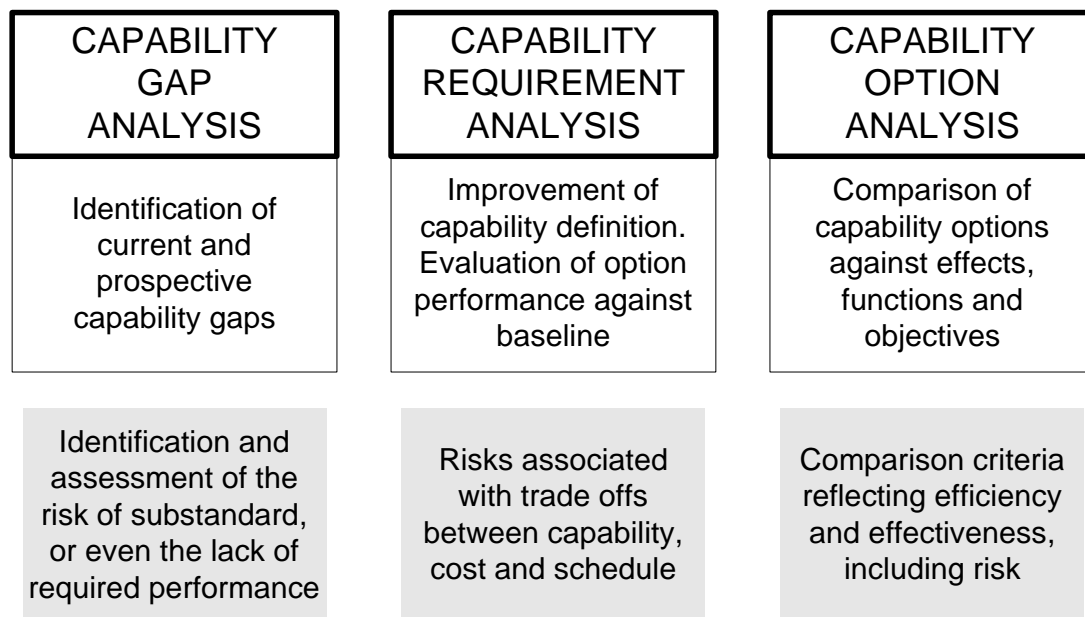 CAPABILITY
GAP
ANALYSIS
Identification of
current and
prospective
capability gaps
Identification and
assessment of the
risk of substandard,
or even the lack of
required performance
CAPABILITY
REQUIREMENT
ANALYSIS
Improvement of
capability definition.
Evaluation of option
performance against
baseline
Risks associated
with trade offs
between capability,
cost and schedule
CAPABILITY
OPTION
ANALYSIS
Comparison of
capability options
against effects,
functions and
objectives
Comparison criteria
reflecting efficiency
and effectiveness,
including risk